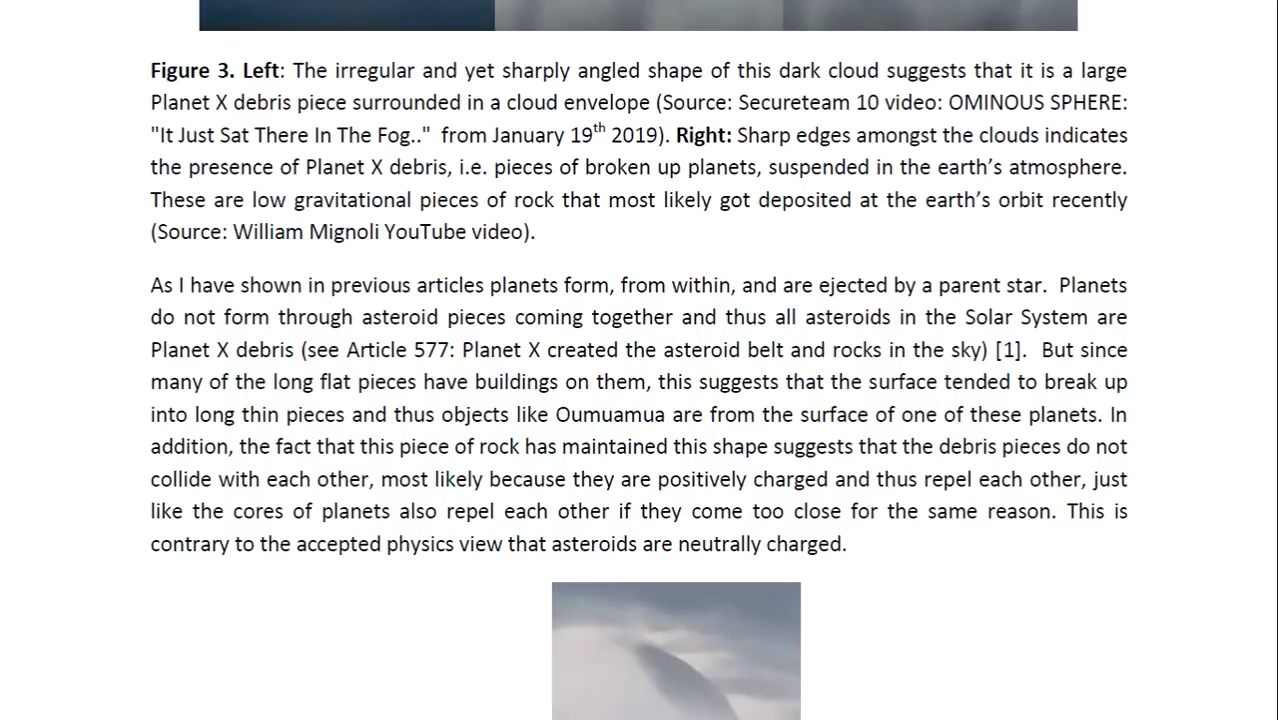 Figure 3. Left: The irregular and yet sharply angled shape of this dark cloud suggests that it is a large
Planet X debris piece surrounded in a cloud envelope (Source: Secureteam 10 video: OMINOUS SPHERE:
"It Just Sat There In The Fog.." from January 19th 2019). Right: Sharp edges amongst the clouds indicates
the presence of Planet X debris, i.e. pieces of broken up planets, suspended in the earth’s atmosphere.
These are low gravitational pieces of rock that most likely got deposited at the earth’s orbit recently
(Source: William Mignoli YouTube video).
As I have shown in previous articles planets form, from within, and are ejected by a parent star. Planets
do not form through asteroid pieces coming together and thus all asteroids in the Solar System are
Planet X debris (see Article 577: Planet X created the asteroid belt and rocks in the sky) [1]. But since
many of the long flat pieces have buildings on them, this suggests that the surface tended to break up
into long thin pieces and thus objects like Oumuamua are from the surface of one of these planets. In
addition, the fact that this piece of rock has maintained this shape suggests that the debris pieces do not
collide with each other, most likely because they are positively charged and thus repel each other, just
like the cores of planets also repel each other if they come too close for the same reason. This is
contrary to the accepted physics view that asteroids are neutrally charged.